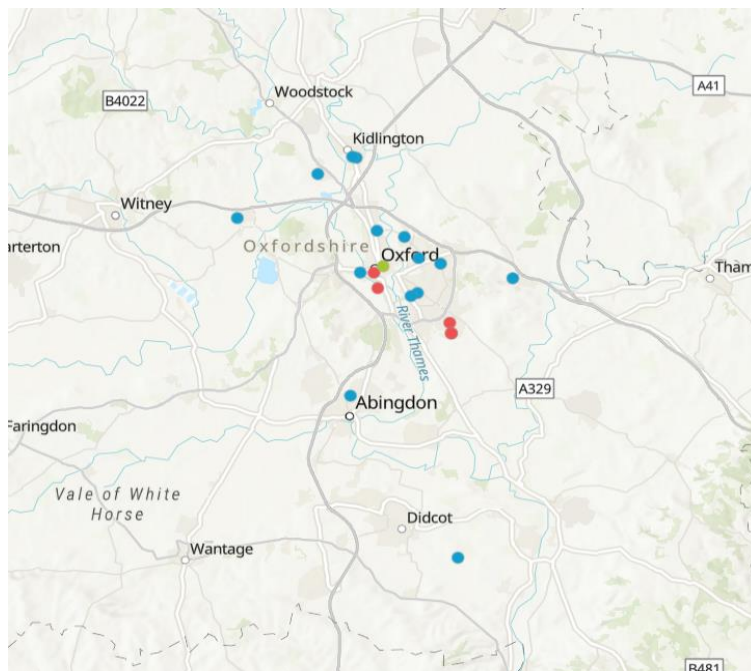 A41
Woodstock
B4022
Kidlington
Witney
Oxfordshire
arterton
Oxford
Tham
River Thames
A329
Abingdon
Faringdon
Vale of White
Horse
Didcot
Wantage
B481